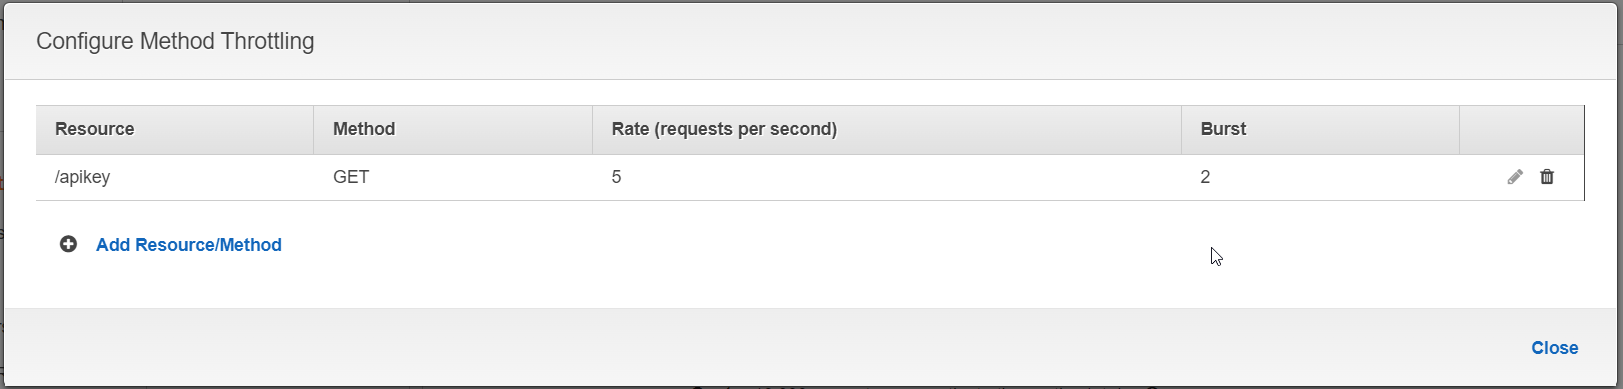 Configure Method Throttling
Resource Method Rate (requests per second) Burst
/apikey GET 5 2
Add Resource/Method
Close